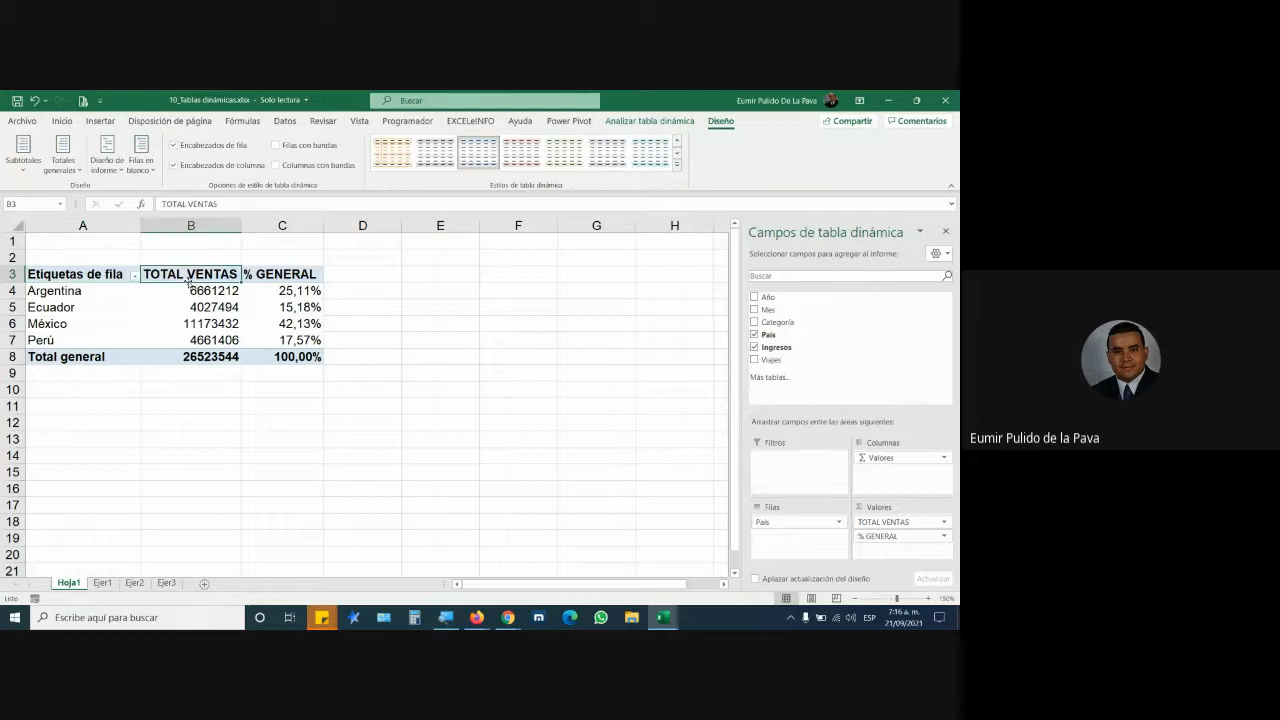 10_Tablas dinámicas.xlsx - Solo lectura
Buscar
Eumir Pulido De La Pava
Archivo Inicio Insertar Disposición de página Fórmulas Datos Revisar Vista Programador EXCELeINFO Ayuda Power Pivot Analizar tabla dinámica Diseño Compartir Comentarios
Subtotales
Totales generales
Diseño de informe
Filas en blanco
Encabezados de fila
Filas con bandas
Encabezados de columna
Columnas con bandas
Diseño
Opciones de estilo de tabla dinámica
Estilos de tabla dinámica
B3
fx
TOTAL VENTAS
A B C D E F G H
1
2
3 Etiquetas de fila TOTAL VENTAS % GENERAL
4 Argentina 6661212 25,11%
5 Ecuador 4027494 15,18%
6 México 11173432 42,13%
7 Perú 4661406 17,57%
8 Total general 26523544 100,00%
9
10
11
12
13
14
15
16
17
18
19
20
21
Campos de tabla dinámica
Seleccionar campos para agregar al informe:
Buscar
Año
Mes
Categoría
País
Ingresos
Viajes
Más tablas...
Arrastrar campos entre las áreas siguientes:
Filtros
Columnas
Σ Valores
Filas
País
Σ Valores
TOTAL VENTAS
% GENERAL
Aplazar actualización del diseño
Actualizar
Hoja1 Ejer1 Ejer2 Ejer3
Listo
150%
Escribe aquí para buscar
ESP
7:16 a. m.
21/09/2021
Eumir Pulido de la Pava